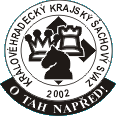 KRÁLOVÉHRADECKÝ KRAJSKÝ ŠACHOVÝ SVAZ
2002
O TAH NAPŘED!